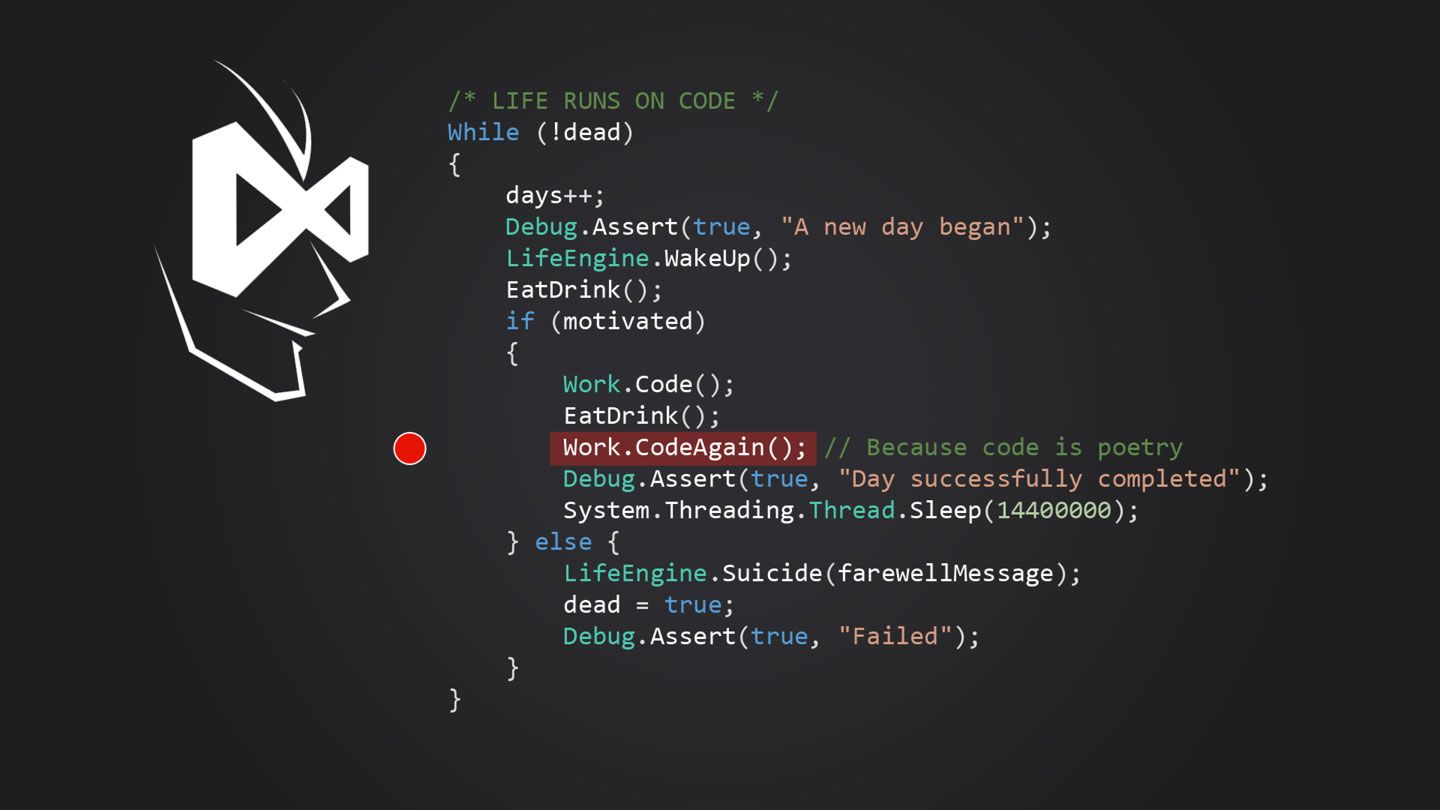 /* LIFE RUNS ON CODE */
While (!dead)
{
    days++;
    Debug.Assert(true, "A new day began");
    LifeEngine.WakeUp();
    EatDrink();
    if (motivated)
    {
        Work.Code();
        EatDrink();
        Work.CodeAgain(); // Because code is poetry
        Debug.Assert(true, "Day successfully completed");
        System.Threading.Thread.Sleep(14400000);
    } else {
        LifeEngine.Suicide(farewellMessage);
        dead = true;
        Debug.Assert(true, "Failed");
    }
}